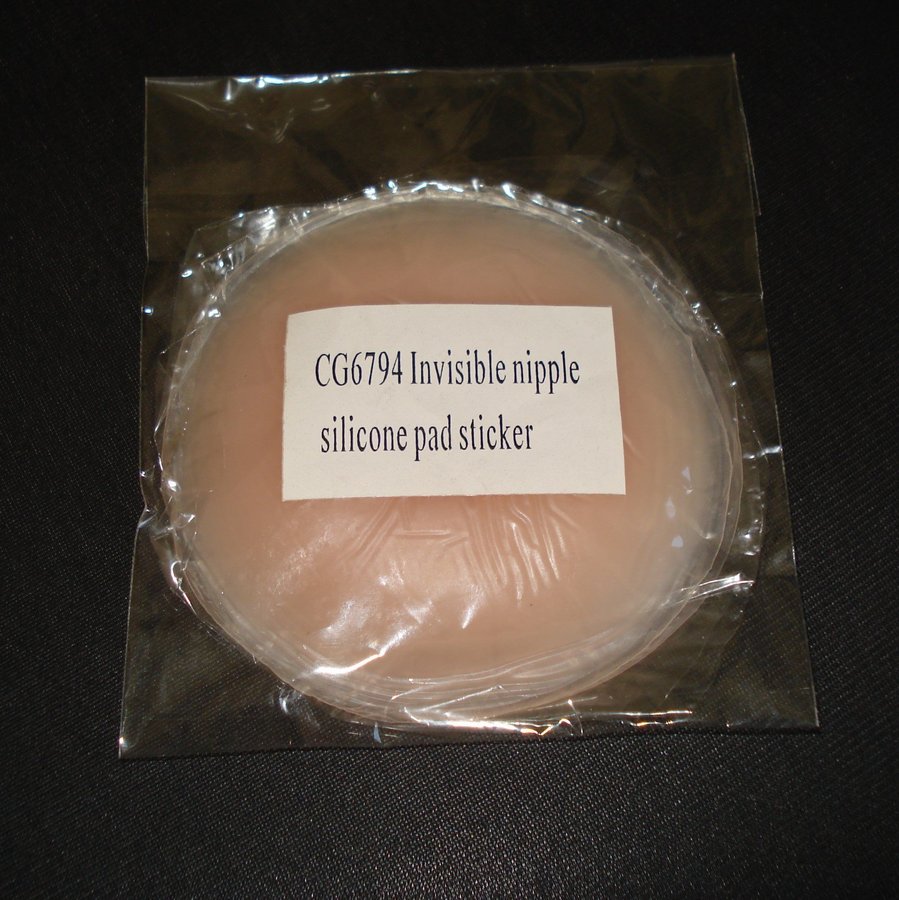 CG6794 Invisible nipple
silicone pad sticker